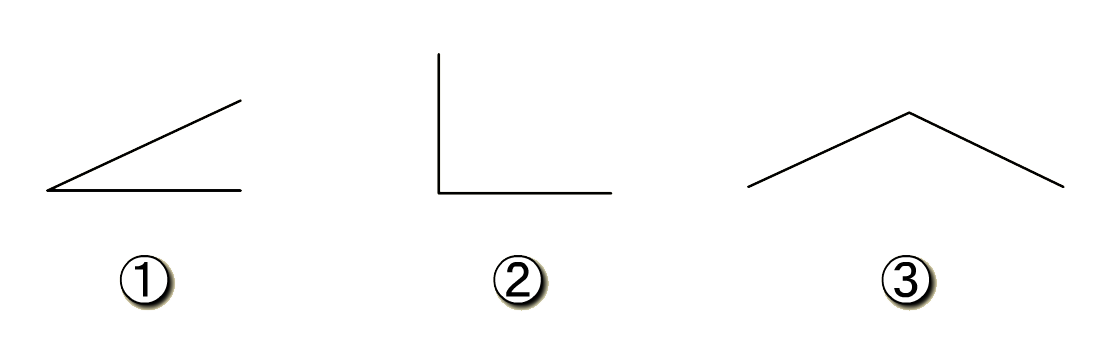 ① ② ③